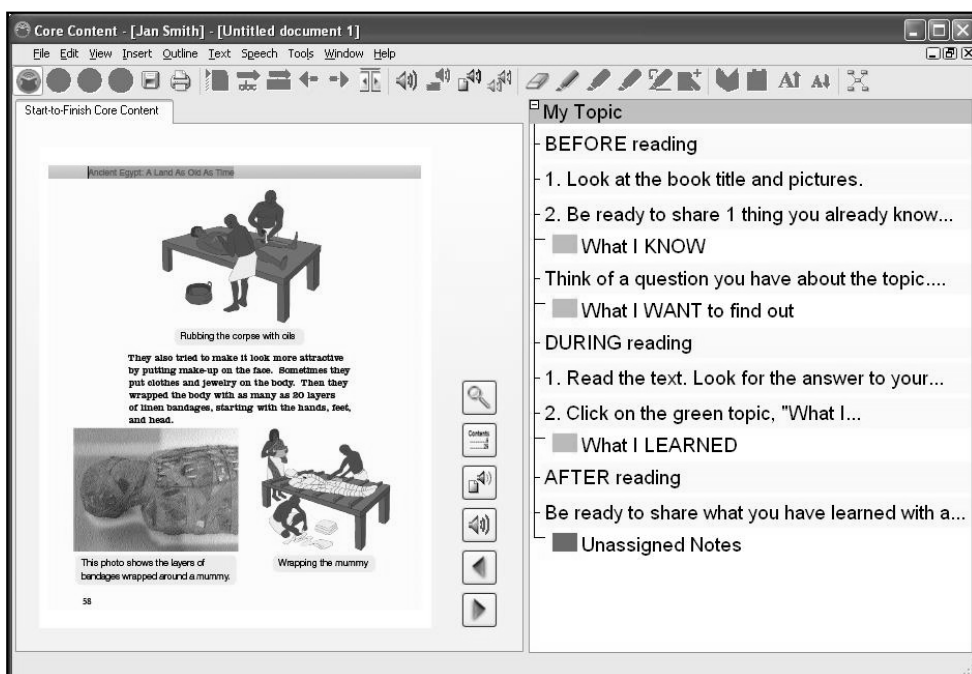 Core Content - [Jan Smith] - [Untitled document 1]
File Edit View Insert Outline Text Speech Tools Window Help
Start-to-Finish Core Content
Ancient Egypt: A Land As Old As Time
Rubbing the corpse with oils
They also tried to make it look more attractive
by putting make-up on the face. Sometimes they
put clothes and jewelry on the body. Then they
wrapped the body with as many as 20 layers
of linen bandages, starting with the hands, feet,
and head.
This photo shows the layers of
bandages wrapped around a mummy.
Wrapping the mummy
58
Contents
My Topic
BEFORE reading
1. Look at the book title and pictures.
2. Be ready to share 1 thing you already know...
What I KNOW
Think of a question you have about the topic....
What I WANT to find out
DURING reading
1. Read the text. Look for the answer to your...
2. Click on the green topic, "What I...
What I LEARNED
AFTER reading
Be ready to share what you have learned with a...
Unassigned Notes